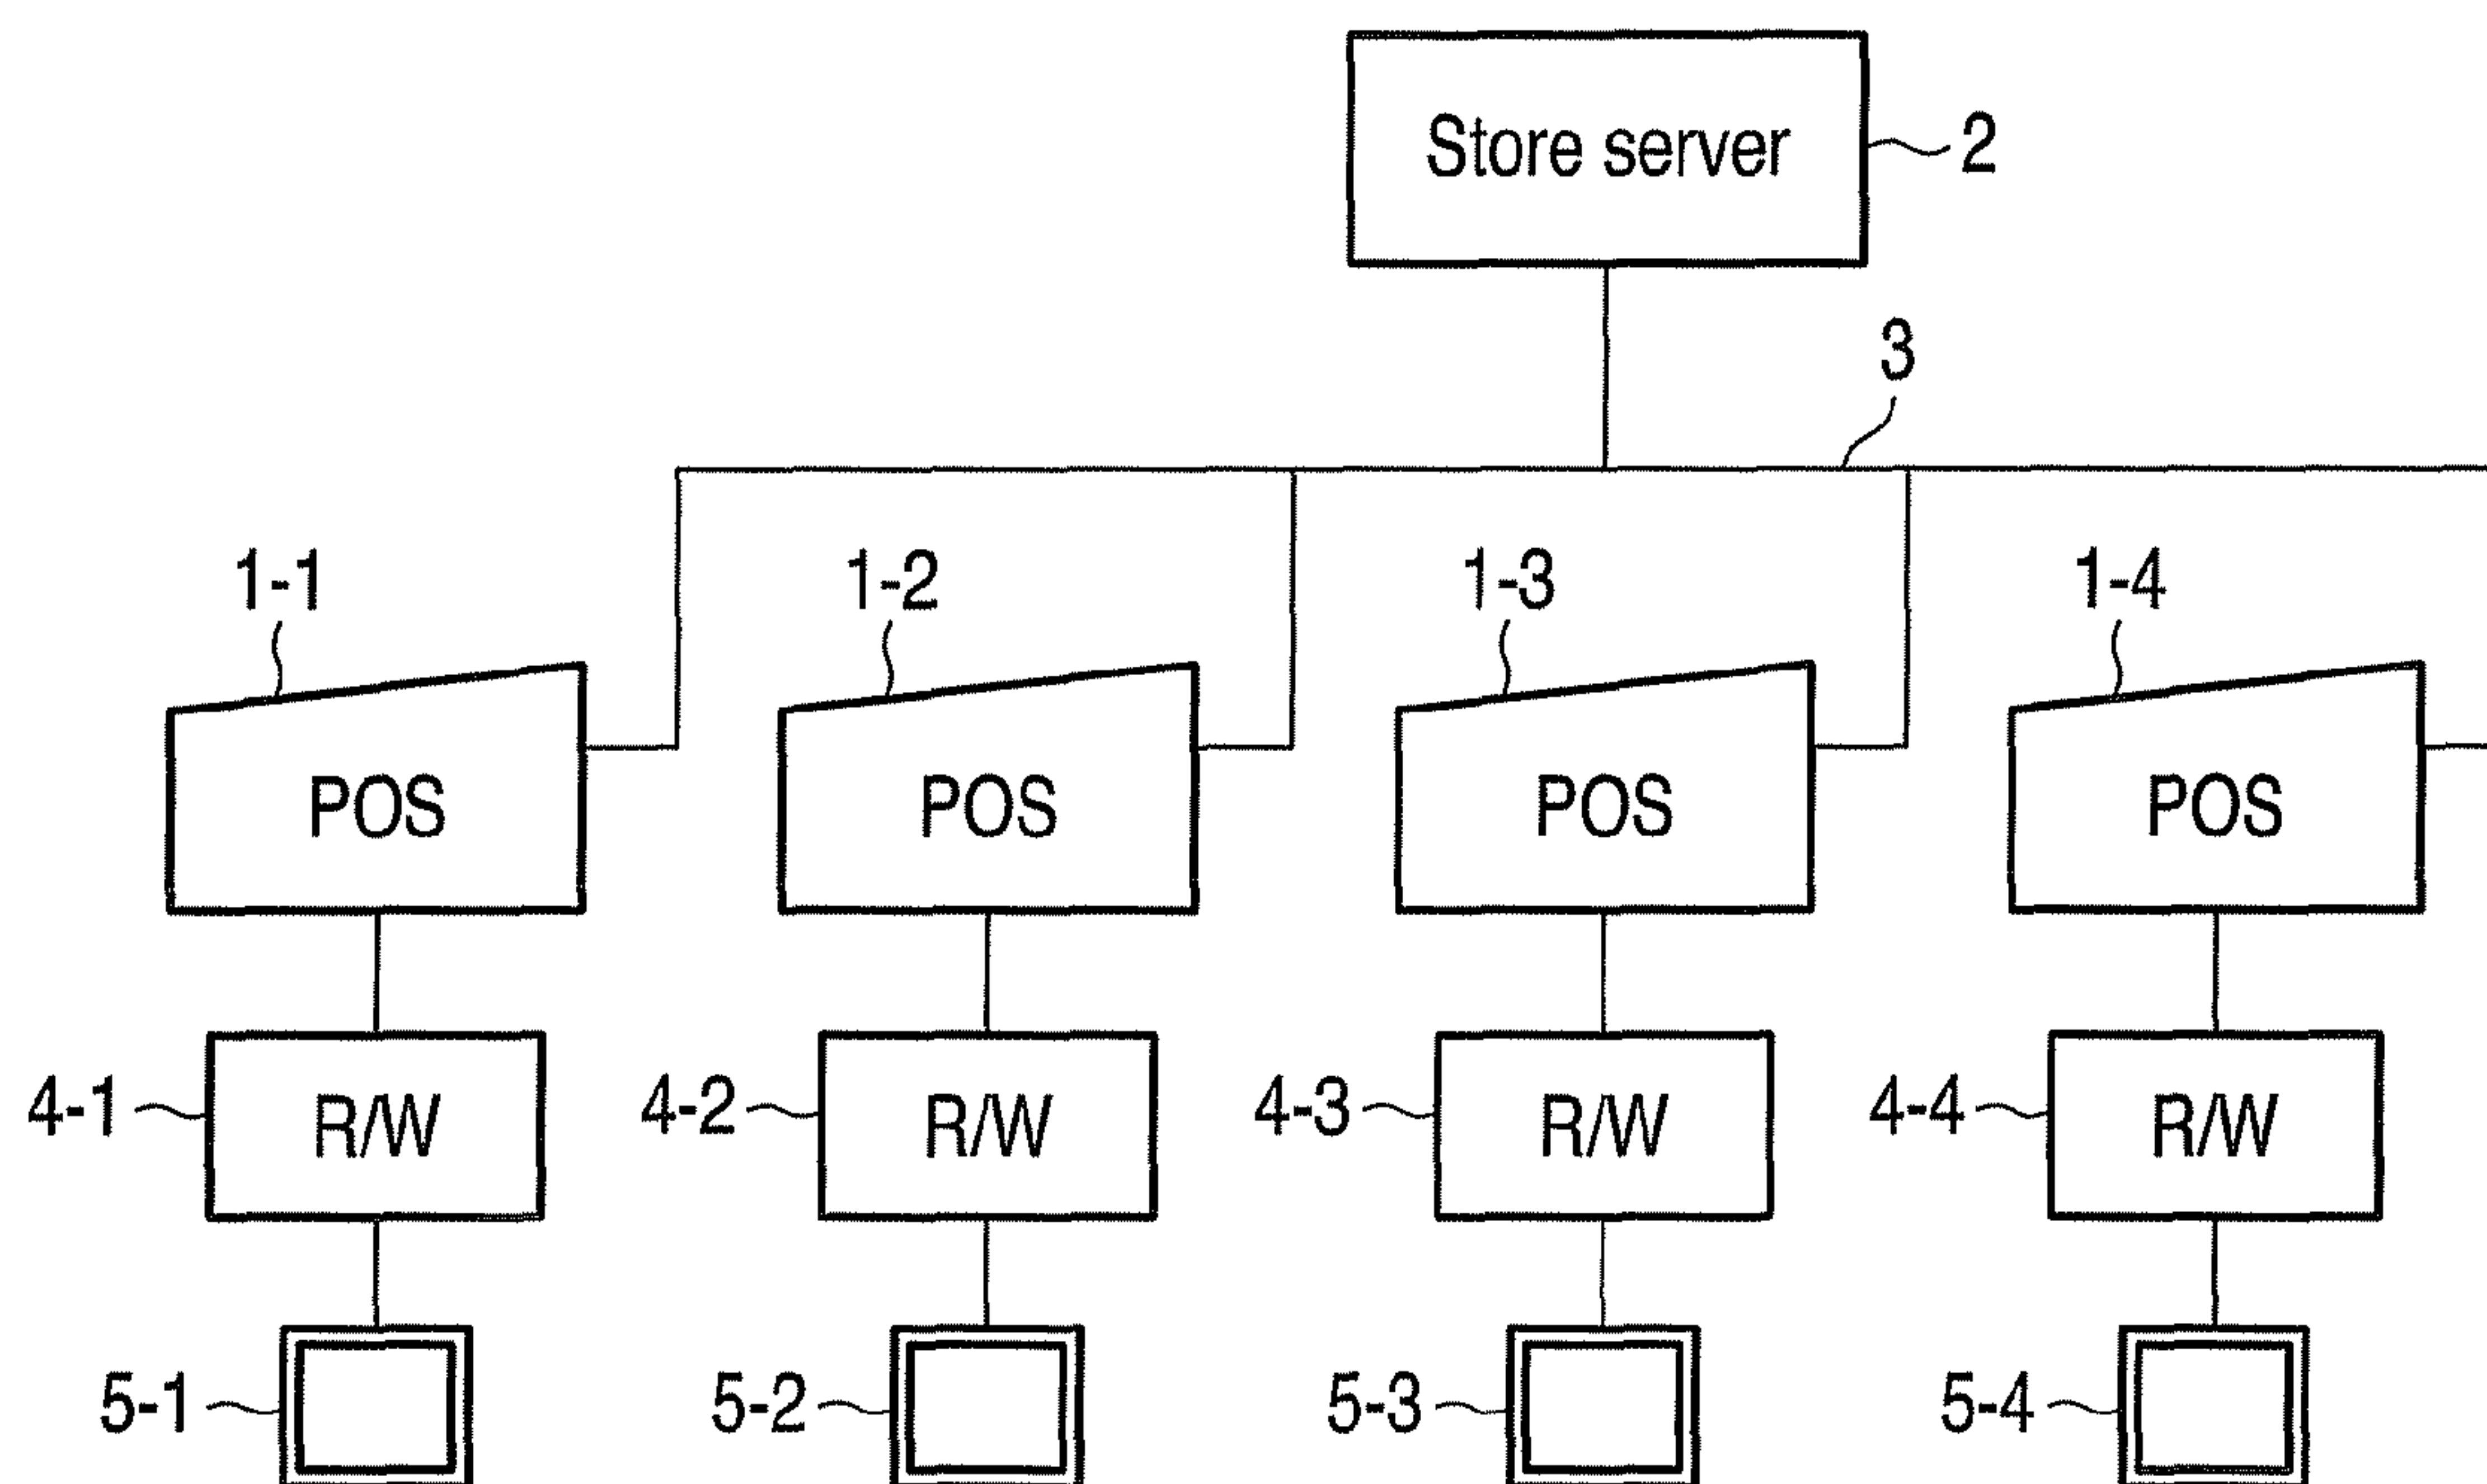 Store server
2
3
1-1
1-2
1-3
1-4
POS
POS
POS
POS
4-1
R/W
4-2
R/W
4-3
R/W
4-4
R/W
5-1
5-2
5-3
5-4